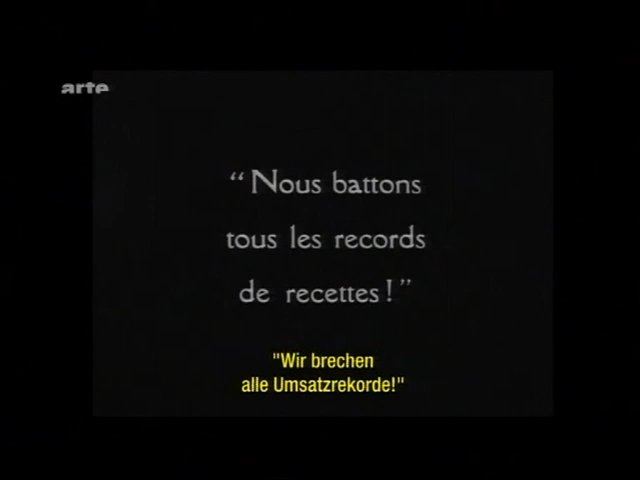 arte
“Nous battons
tous les records
de recettes!”
"Wir brechen
alle Umsatzrekorde!"